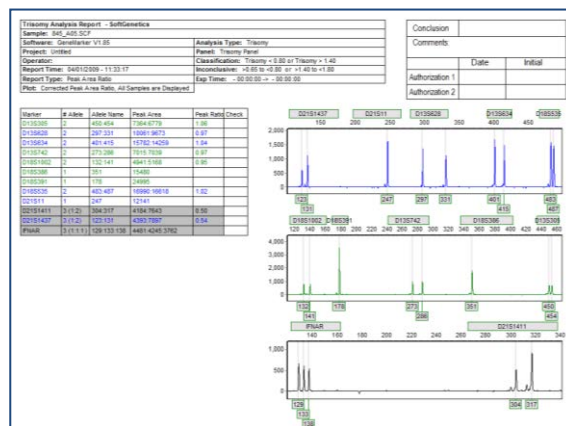 Trisomy Analysis Report - SoftGenetics
Sample: S45_A05.SCF
Software: GeneMarker V1.85 Analysis Type: Trisomy
Project: Untitled Panel: Trisomy Panel
Operator: Classification: Trisomy < 0.80 or Trisomy > 1.40
Report Time: 04/01/2009 - 11:33:17 Inconclusive: >0.65 to <0.80 or >1.40 to <1.80
Report Type: Peak Area Ratio Exp Time: - 00:00:00 -> - 00:00:00
Plot: Corrected Peak Area Ratio, All Samples are Displayed
Conclusion
Comments:
Date Initial
Authorization 1
Authorization 2
Marker # Allele Allele Name Peak Area Peak Ratio Check
D13S305 2 450:454 7364:6779
D13S628 2 297:331 10061:9673 0.97
D13S634 2 401:415 15782:14259 1.04
D13S742 2 273:286 7015:7039 0.97
D18S1002 2 132:141 4941:5168 0.95
D18S386 1 351 15480
D18S391 1 178 24995
D18S535 2 483:487 16990:16618 1.02
D21S11 1 247 12141
D21S1411 3 (1:2) 304:317 4184:7643 0.50
D21S1437 3 (1:2) 123:131 4393:7897 0.54
IFNAR 3 (1:1:1) 129:133:138 4461:4245:3762
D21S1437 D21S11 D13S628 D13S634 D18S535
150 200 250 300 350 400 450
2,000
1,500
1,000
500
0
123 247 297 331 401 483
131 415 487
D18S1002 D18S391 D13S742 D18S386 D13S305
120 140 160 180 200 220 240 260 280 300 320 340 360 380 400 420 440 460
4,000
3,000
2,000
1,000
0
132 178 273 351 450
141 286 454
IFNAR D21S1411
140 160 180 200 220 240 260 280 300 320 340
1,000
500
0
129 304 317
133
138